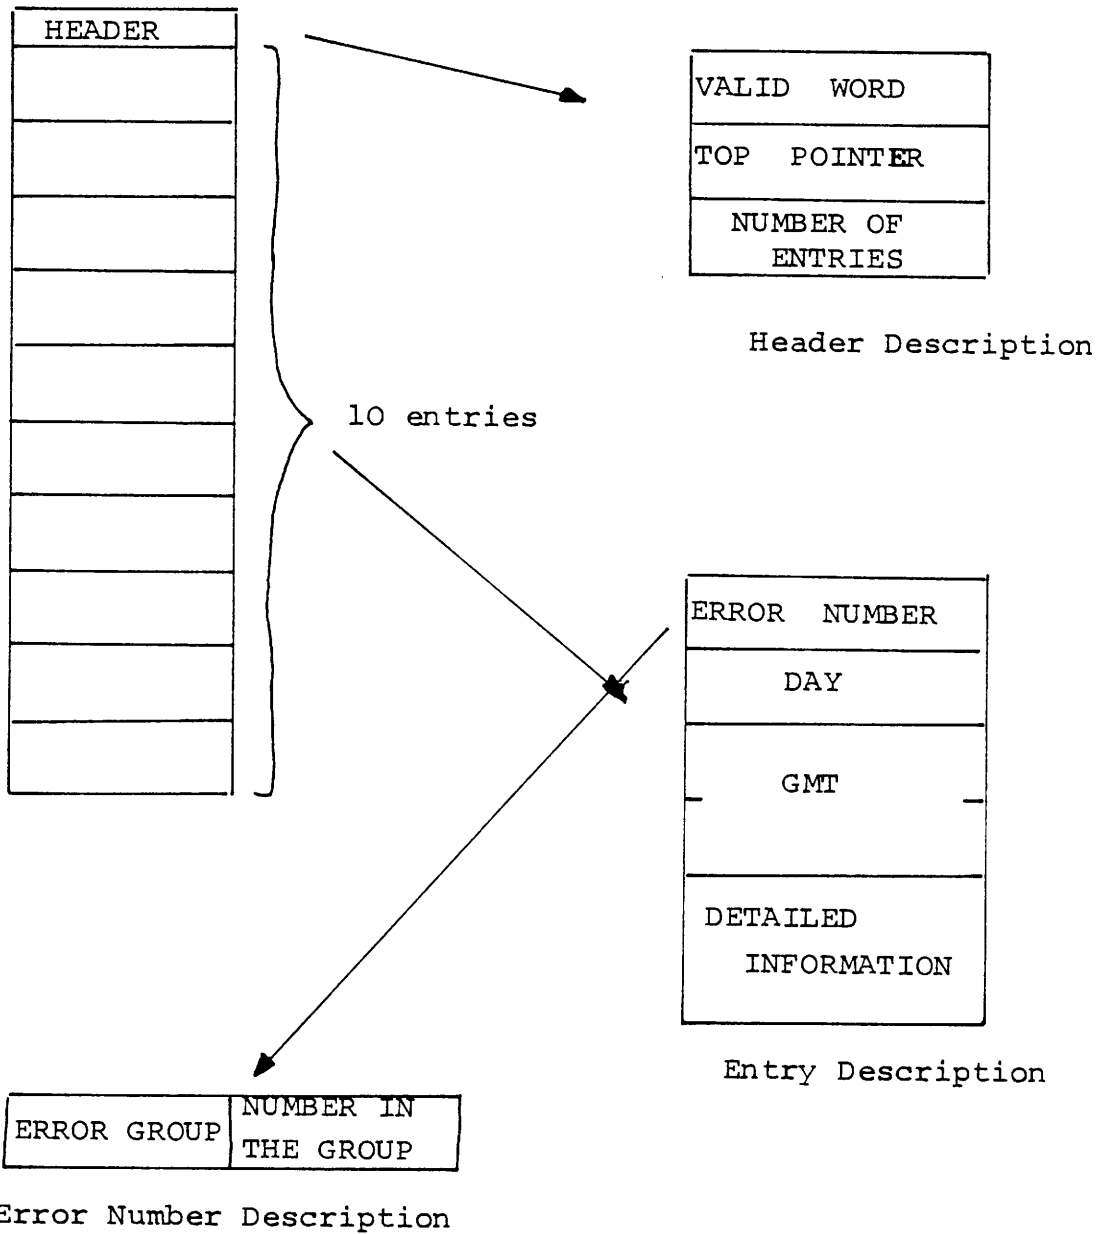 HEADER
VALID WORD
TOP POINTER
NUMBER OF
ENTRIES
Header Description
10 entries
ERROR NUMBER
DAY
GMT
DETAILED
INFORMATION
Entry Description
ERROR GROUP
NUMBER IN
THE GROUP
Error Number Description